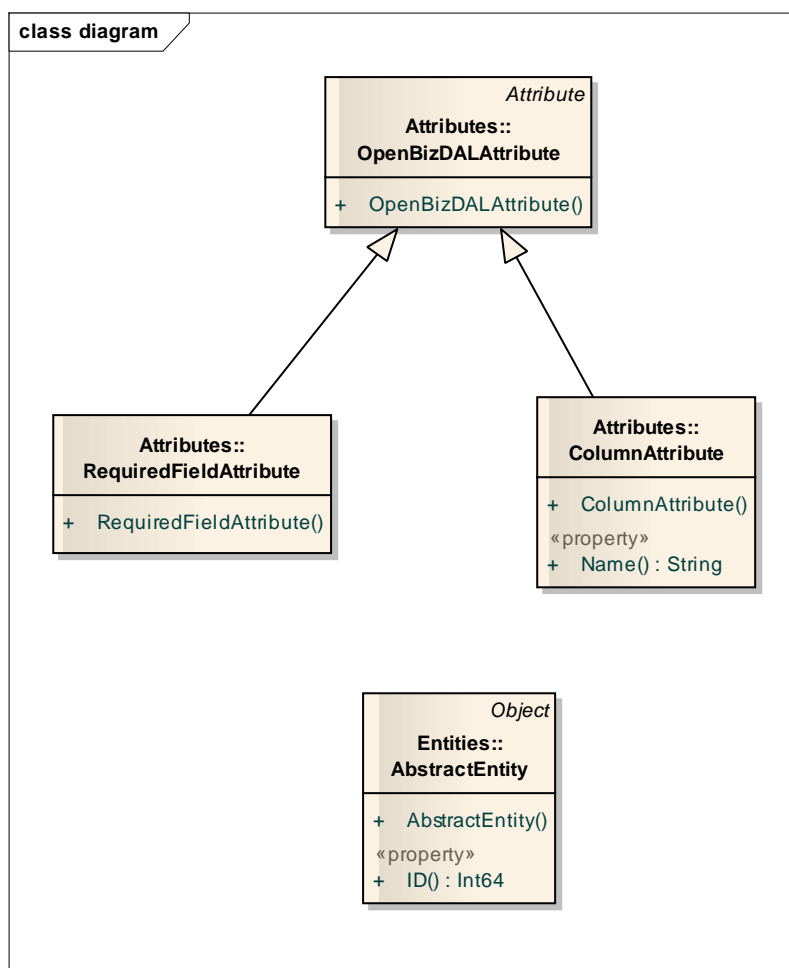 class diagram
Attribute
Attributes::
OpenBizDALAttribute
+ OpenBizDALAttribute()
Attributes::
RequiredFieldAttribute
+ RequiredFieldAttribute()
Attributes::
ColumnAttribute
+ ColumnAttribute()
«property»
+ Name() : String
Object
Entities::
AbstractEntity
+ AbstractEntity()
«property»
+ ID() : Int64